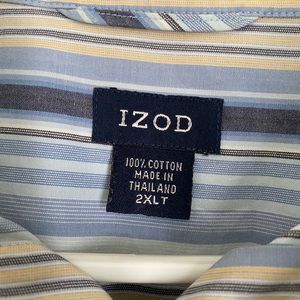 IZOD
100% COTTON
MADE IN
THAILAND
2XLT